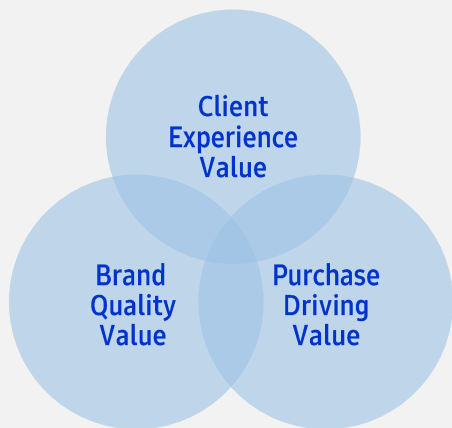 Client
Experience
Value
Brand
Quality
Value
Purchase
Driving
Value